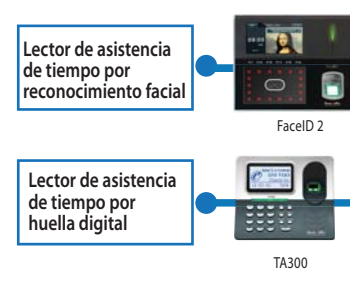 Lector de asistencia
de tiempo por
reconocimiento facial
FaceID 2
Lector de asistencia
de tiempo por
huella digital
TA300